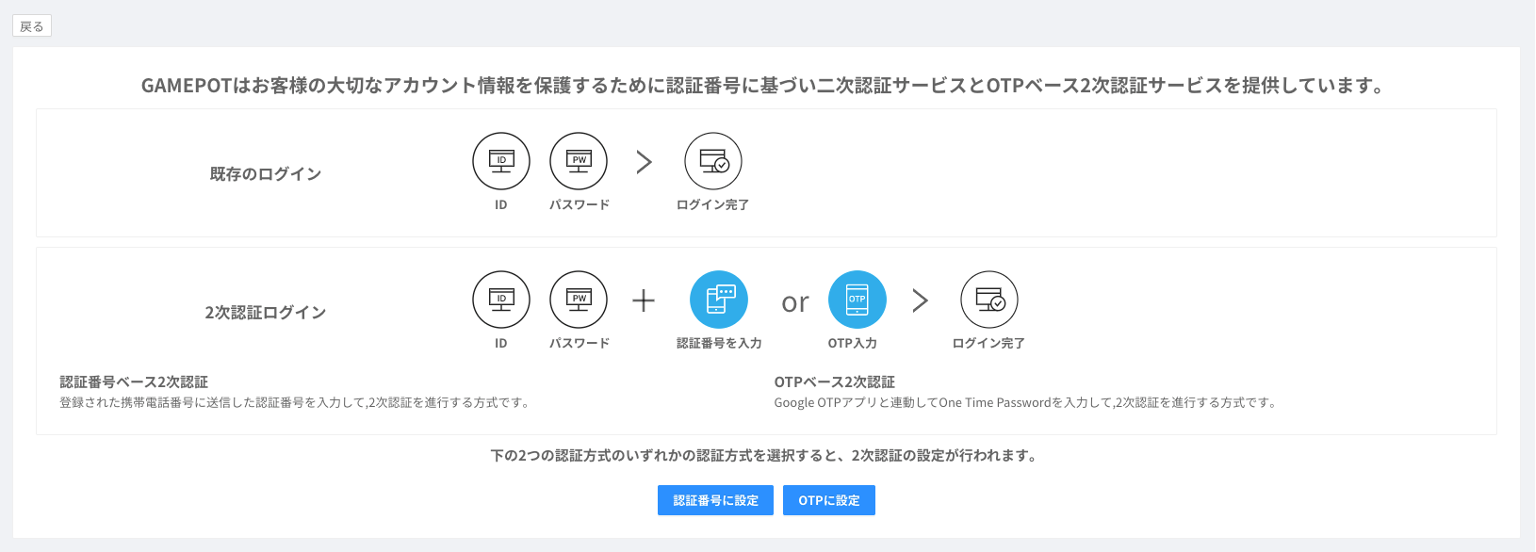 戻る
GAMEPOTはお客様の大切なアカウント情報を保護するために認証番号に基づい二次認証サービスとOTPベース2次認証サービスを提供しています。
既存のログイン
ID
PW
>
ID
パスワード
ログイン完了
2次認証ログイン
ID
PW
+
or
OTP
>
ID
パスワード
認証番号を入力
OTP入力
ログイン完了
認証番号ベース2次認証
登録された携帯電話番号に送信した認証番号を入力して,2次認証を進行する方式です。
OTPベース2次認証
Google OTPアプリと連動してOne Time Passwordを入力して,2次認証を進行する方式です。
下の2つの認証方式のいずれかの認証方式を選択すると、2次認証の設定が行われます。
認証番号に設定
OTPに設定